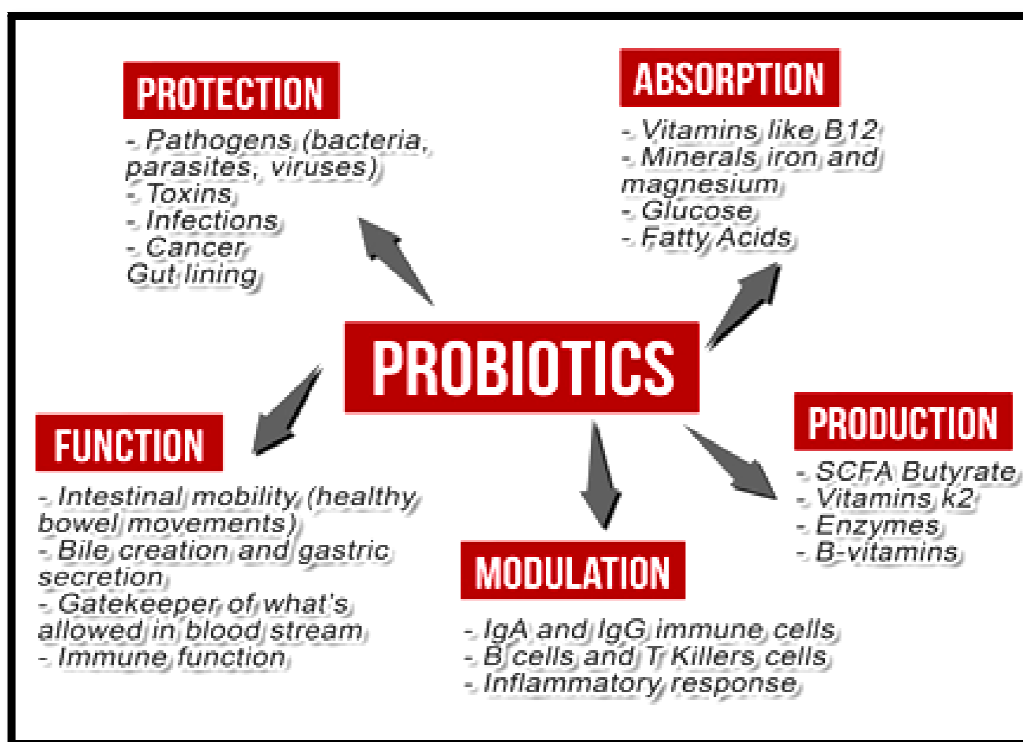 PROTECTION
- Pathogens (bacteria,
parasites, viruses)
- Toxins
- Infections
- Cancer
Gut lining
ABSORPTION
- Vitamins like B12
- Minerals iron and
magnesium
- Glucose
- Fatty Acids
PROBIOTICS
FUNCTION
- Intestinal mobility (healthy
bowel movements)
- Bile creation and gastric
secretion
- Gatekeeper of what's
allowed in blood stream
- Immune function
MODULATION
- IgA and IgG immune cells
- B cells and T Killers cells
- Inflammatory response
PRODUCTION
- SCFA Butyrate
- Vitamins k2
- Enzymes
- B-vitamins